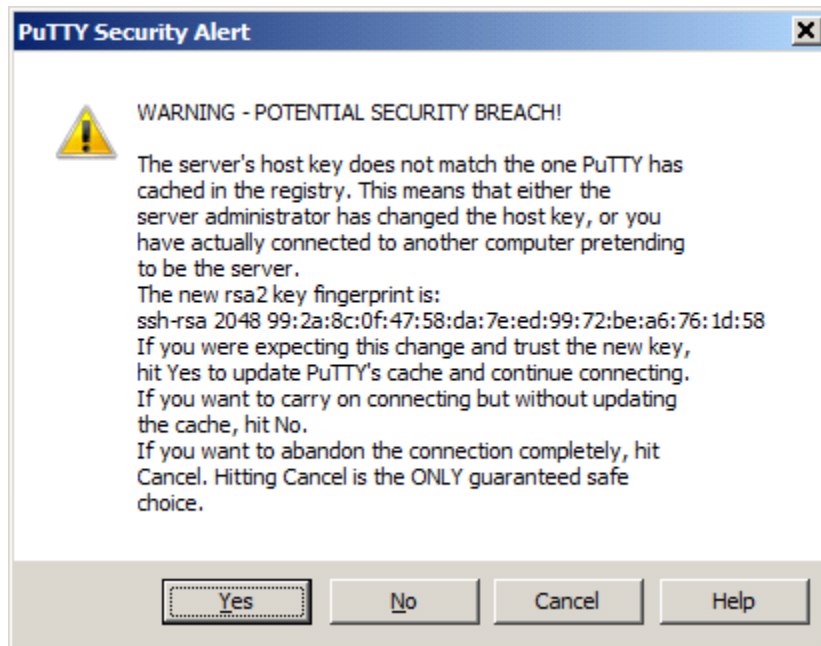 PuTTY Security Alert
WARNING - POTENTIAL SECURITY BREACH!
The server's host key does not match the one PuTTY has
cached in the registry. This means that either the
server administrator has changed the host key, or you
have actually connected to another computer pretending
to be the server.
The new rsa2 key fingerprint is:
ssh-rsa 2048 99:2a:8c:0f:47:58:da:7e:ed:99:72:be:a6:76:1d:58
If you were expecting this change and trust the new key,
hit Yes to update PuTTY's cache and continue connecting.
If you want to carry on connecting but without updating
the cache, hit No.
If you want to abandon the connection completely, hit
Cancel. Hitting Cancel is the ONLY guaranteed safe
choice.
Yes No Cancel Help